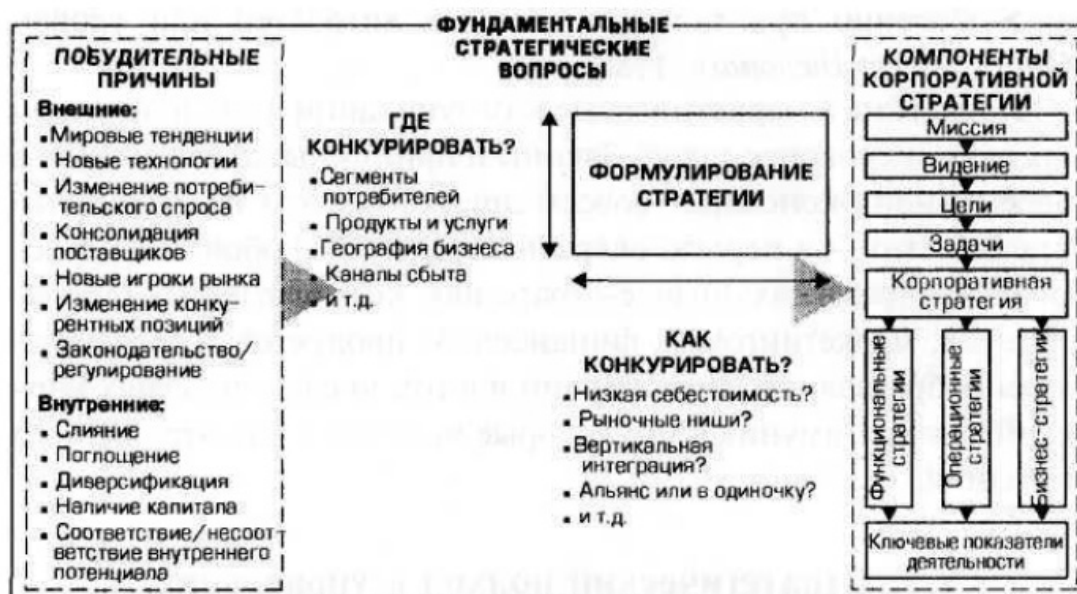 ФУНДАМЕНТАЛЬНЫЕ
СТРАТЕГИЧЕСКИЕ
ВОПРОСЫ
ПОБУДИТЕЛЬНЫЕ
ПРИЧИНЫ
Внешние:
▪ Мировые тенденции
▪ Новые технологии
▪ Изменение потреби-
тельского спроса
▪ Консолидация
поставщиков
▪ Новые игроки рынка
▪ Изменение конку-
рентных позиций
▪ Законодательство/
регулирование
Внутренние:
▪ Слияние
▪ Поглощение
▪ Диверсификация
▪ Наличие капитала
▪ Соответствие/несоот-
ветствие внутреннего
потенциала
ГДЕ
КОНКУРИРОВАТЬ?
▪ Сегменты
потребителей
▪ Продукты и услуги
▪ География бизнеса
▪ Каналы сбыта
▪ и т.д.
ФОРМУЛИРОВАНИЕ
СТРАТЕГИИ
КАК
КОНКУРИРОВАТЬ?
▪ Низкая себестоимость?
▪ Рыночные ниши?
▪ Вертикальная
интеграция?
▪ Альянс или в одиночку?
▪ и т.д.
КОМПОНЕНТЫ
КОРПОРАТИВНОЙ
СТРАТЕГИИ
Миссия
Видение
Цели
Задачи
Корпоративная
стратегия
Функциональные
стратегии
Операционные
стратегии
Бизнес-стратегии
Ключевые показатели
деятельности